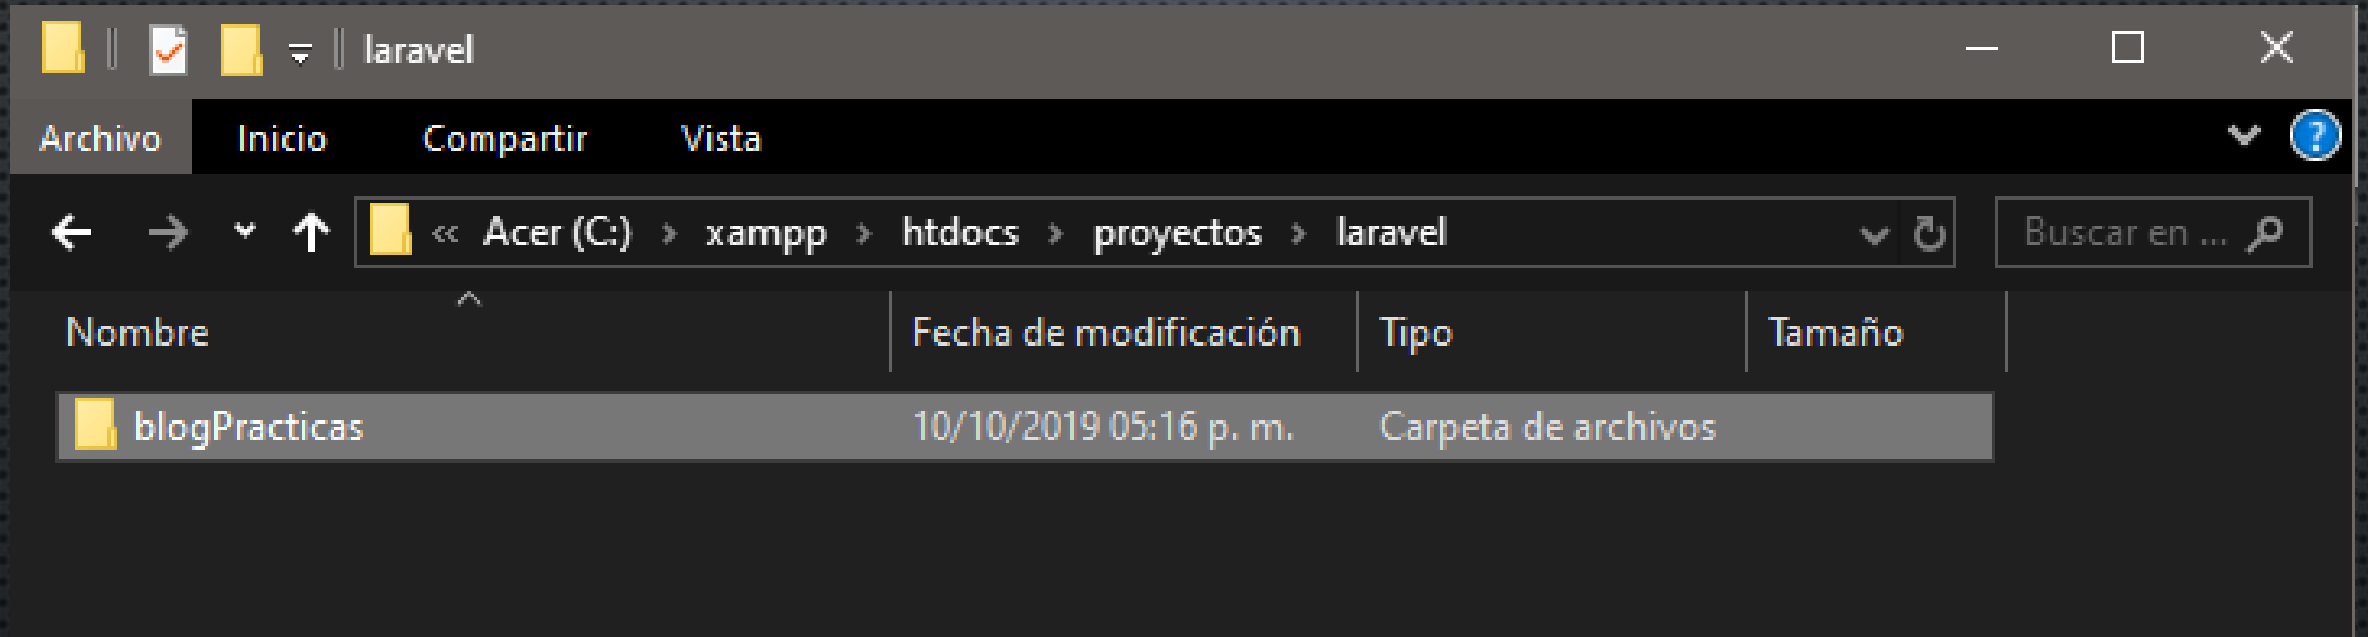 laravel
Archivo Inicio Compartir Vista
« Acer (C:) › xampp › htdocs › proyectos › laravel Buscar en ...
Nombre Fecha de modificación Tipo Tamaño
blogPracticas 10/10/2019 05:16 p. m. Carpeta de archivos